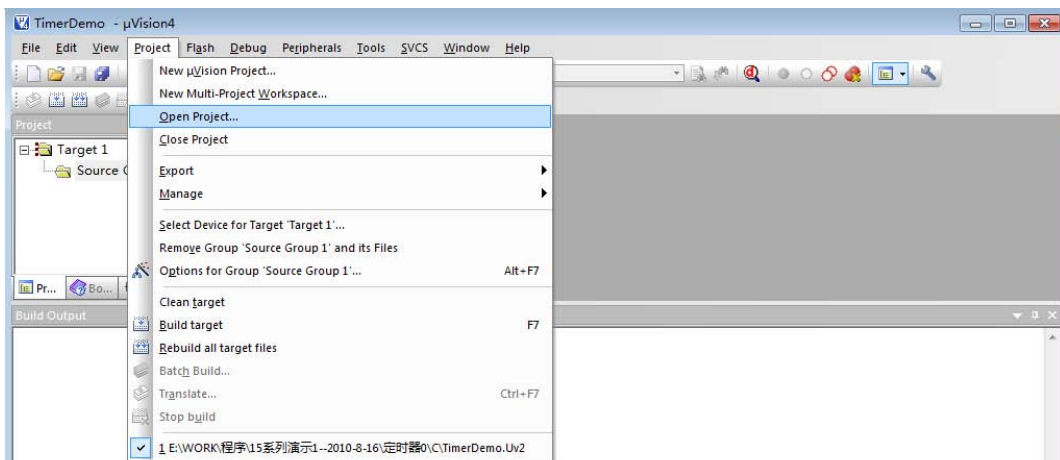 TimerDemo - µVision4
File Edit View Project Flash Debug Peripherals Tools SVCS Window Help
New µVision Project...
New Multi-Project Workspace...
Open Project...
Close Project
Export
Manage
Select Device for Target 'Target 1'...
Remove Group 'Source Group 1' and its Files
Options for Group 'Source Group 1'... Alt+F7
Clean target
Build target F7
Rebuild all target files
Batch Build...
Translate... Ctrl+F7
Stop build
1 E:\WORK\程序\15系列演示1--2010-8-16\定时器0\C\TimerDemo.Uv2
Project
Target 1
Source
Pr... Bo...
Build Output